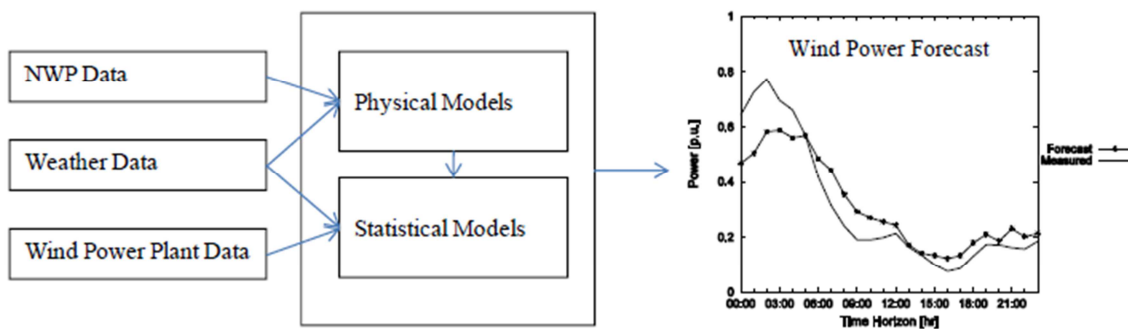 NWP Data
Weather Data
Wind Power Plant Data
Physical Models
Statistical Models
Wind Power Forecast
1
0.8
0.6
0.4
0.2
0
Power [p.u.]
00:00 03:00 06:00 09:00 12:00 15:00 18:00 21:00
Time Horizon [hr]
Forecast
Measured